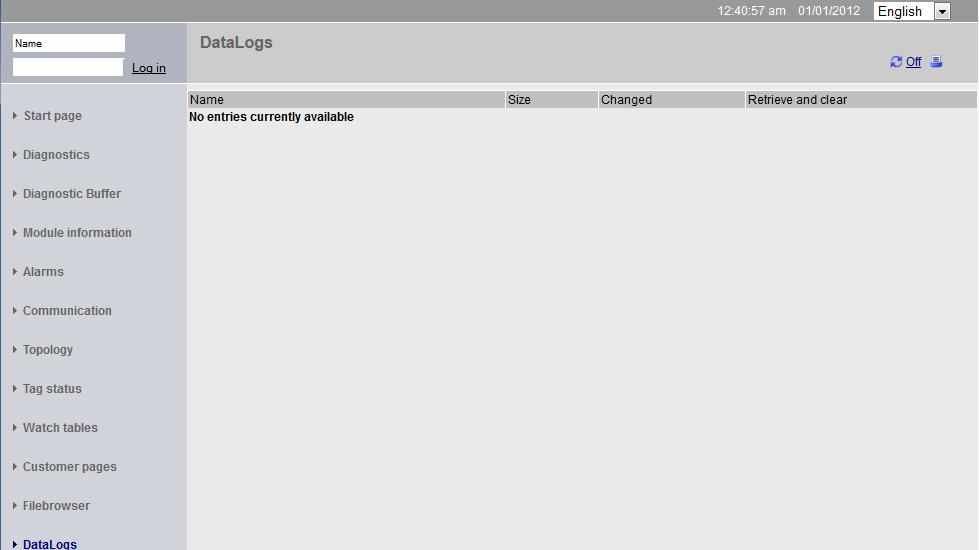 12:40:57 am 01/01/2012 English
Name
Log in
DataLogs
Off
Start page
Diagnostics
Diagnostic Buffer
Module information
Alarms
Communication
Topology
Tag status
Watch tables
Customer pages
Filebrowser
DataLogs
Name Size Changed Retrieve and clear
No entries currently available